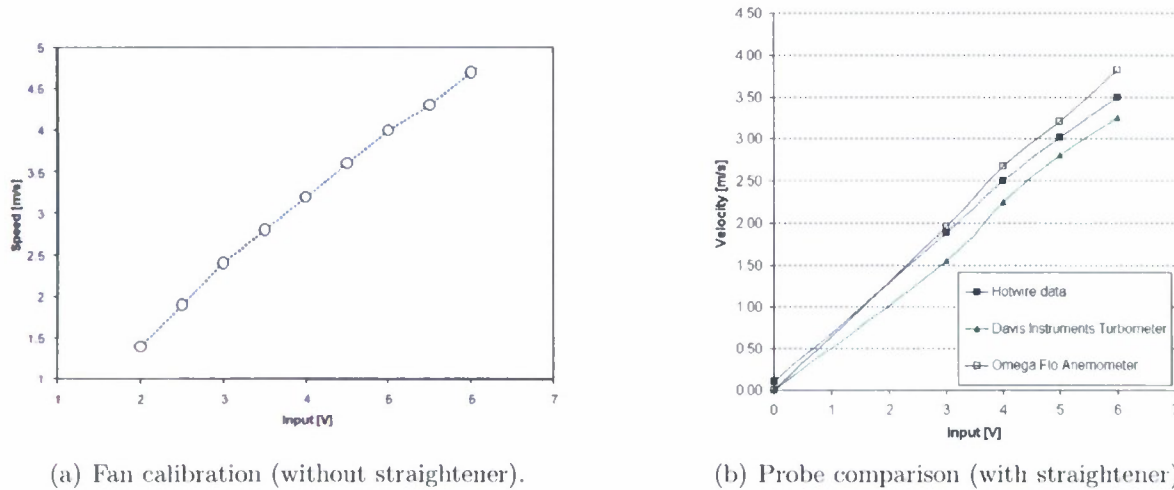 5
4.5
4
3.5
3
2.5
2
1.5
1
Speed [m/s]
1 2 3 4 5 6 7
Input [V]
(a) Fan calibration (without straightener).
4 50
4 00
3 50
3 00
2 50
2 00
1 50
1 00
0 50
0 00
Velocity [m/s]
Hotwire data
Davis Instruments Turbometer
Omega Flo Anemometer
0 1 2 3 4 5 6 7
Input [V]
(b) Probe comparison (with straightener)